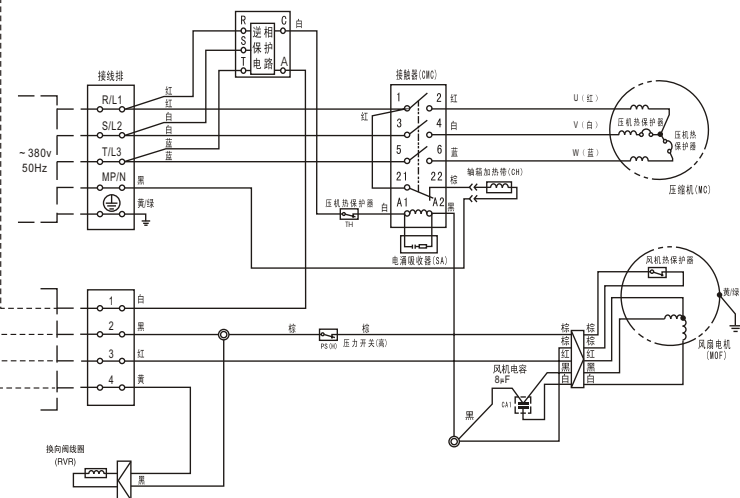 R
C
白
S
逆相
保护
电路
T
A
接线排
R/L1
红
红
S/L2
白
白
~380v
50Hz
T/L3
蓝
蓝
MP/N
黑
黄/绿
接触器(CMC)
红
1
2
红
3
4
白
5
6
蓝
21
22
棕
A1
A2
白
黑
压机热保护器
TH
电涌吸收器(SA)
轴箱加热带(CH)
U(红)
V(白)
W(蓝)
压机热保护器
压机热
保护器
压缩机(MC)
1
白
2
黑
棕
棕
PS(H)
压力开关(高)
3
红
4
黄
换向阀线圈
(RVR)
黑
黑
风机电容
8μF
CA1
棕
棕
棕
棕
红
红
黑
黑
白
白
风机热保护器
黄/绿
风扇电机
(MOF)